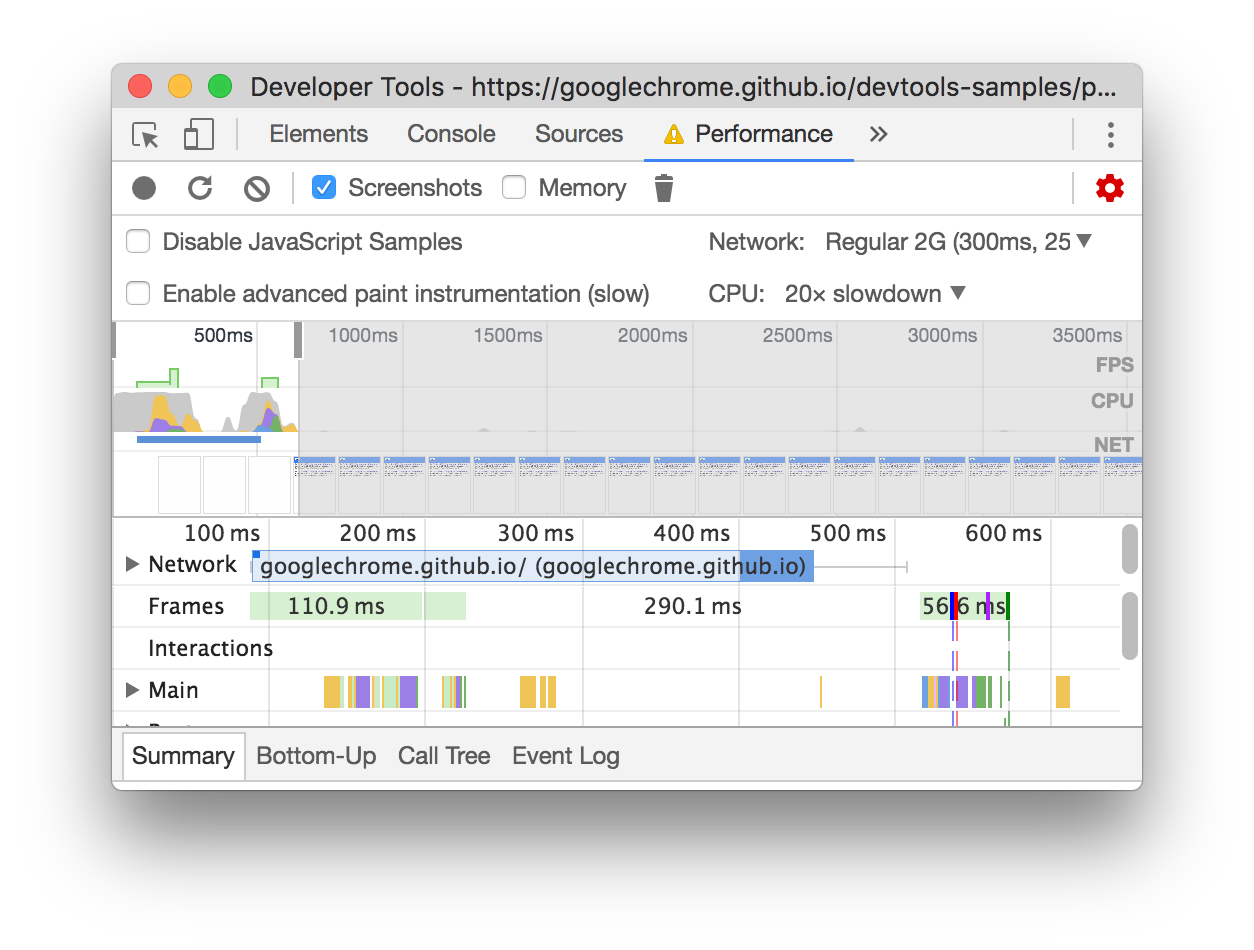 Developer Tools - https://googlechrome.github.io/devtools-samples/p...
Elements Console Sources Performance »
Screenshots Memory
Disable JavaScript Samples Network: Regular 2G (300ms, 25
Enable advanced paint instrumentation (slow) CPU: 20× slowdown
500ms 1000ms 1500ms 2000ms 2500ms 3000ms 3500ms
FPS
CPU
NET
100 ms 200 ms 300 ms 400 ms 500 ms 600 ms
Network googlechrome.github.io/ (googlechrome.github.io)
Frames 110.9 ms 290.1 ms 56.6 ms
Interactions
Main
Summary Bottom-Up Call Tree Event Log